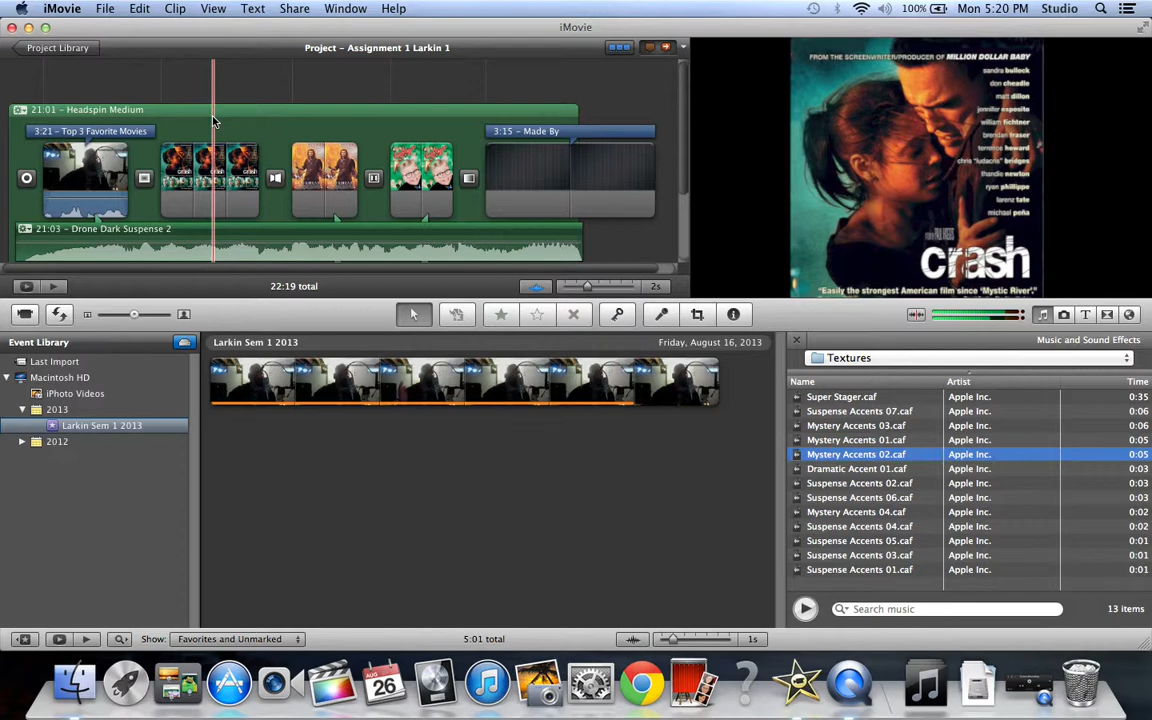 iMovie File Edit Clip View Text Share Window Help 100% Mon 5:20 PM Studio
iMovie
Project Library
Project - Assignment 1 Larkin 1
21:01 - Headspin Medium
3:21 - Top 3 Favorite Movies
3:15 - Made By
21:03 - Drone Dark Suspense 2
22:19 total
2s
FROM THE SCREENWRITER/PRODUCER OF MILLION DOLLAR BABY
sandra bullock
don cheadle
matt dillon
jennifer esposito
william fichtner
brendan fraser
terrence howard
chris "ludacris" bridges
thandie newton
ryan phillippe
larenz tate
michael peña
crash
"Easily the strongest American film since 'Mystic River'."
Event Library
Last Import
Macintosh HD
iPhoto Videos
2013
Larkin Sem 1 2013
2012
Larkin Sem 1 2013
Friday, August 16, 2013
Music and Sound Effects
Textures
Name Artist Time
Super Stager.caf Apple Inc. 0:35
Suspense Accents 07.caf Apple Inc. 0:06
Mystery Accents 03.caf Apple Inc. 0:06
Mystery Accents 01.caf Apple Inc. 0:05
Mystery Accents 02.caf Apple Inc. 0:05
Dramatic Accent 01.caf Apple Inc. 0:03
Suspense Accents 02.caf Apple Inc. 0:03
Suspense Accents 06.caf Apple Inc. 0:03
Mystery Accents 04.caf Apple Inc. 0:02
Suspense Accents 04.caf Apple Inc. 0:02
Suspense Accents 05.caf Apple Inc. 0:01
Suspense Accents 03.caf Apple Inc. 0:01
Suspense Accents 01.caf Apple Inc. 0:01
Search music
13 items
Show: Favorites and Unmarked
5:01 total
1s
AUG
26